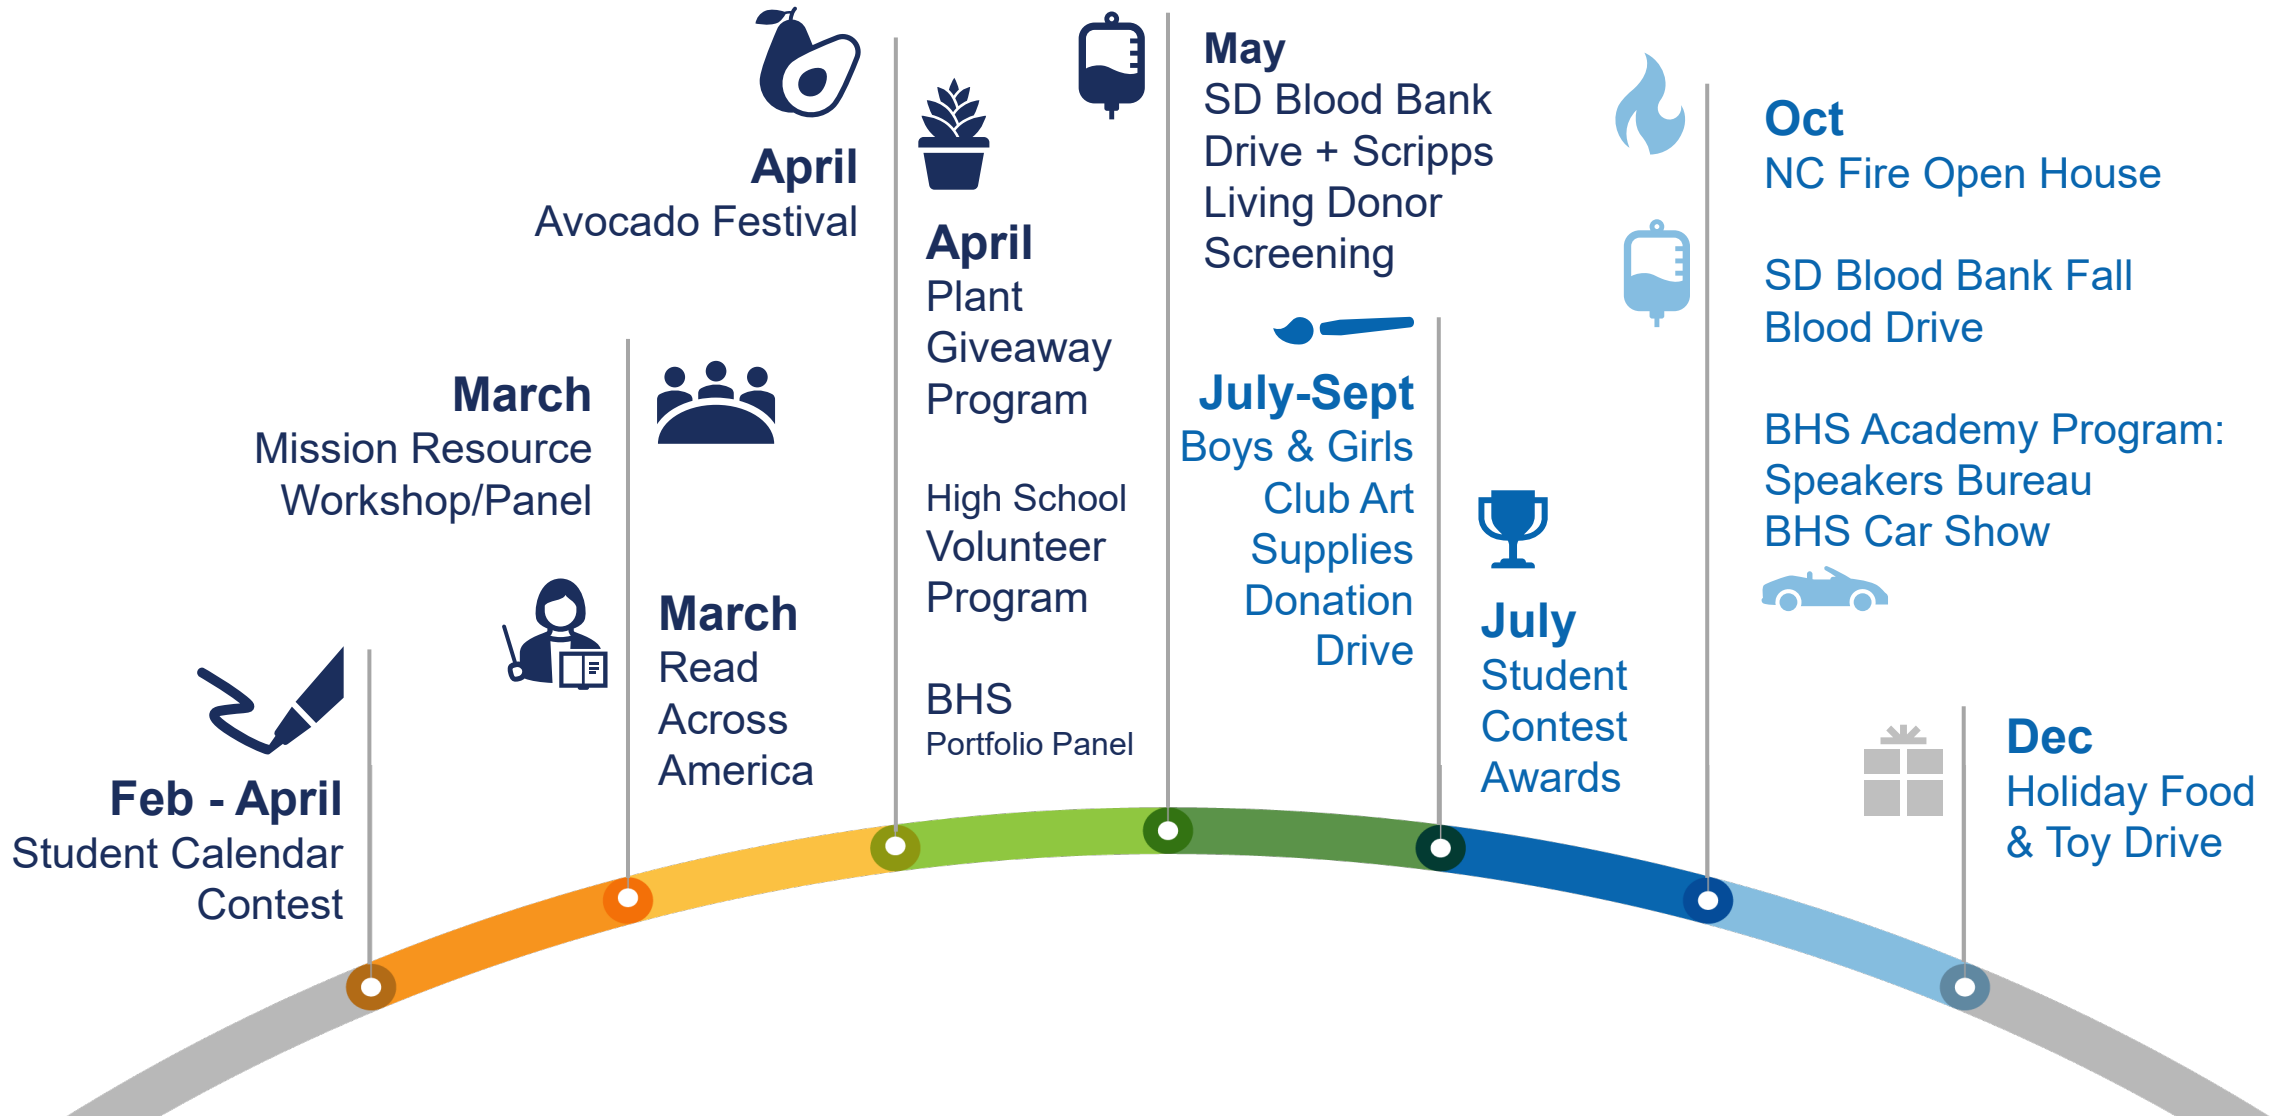 Feb - April
Student Calendar
Contest
March
Mission Resource
Workshop/Panel
March
Read
Across
America
April
Avocado Festival
April
Plant
Giveaway
Program
High School
Volunteer
Program
BHS
Portfolio Panel
May
SD Blood Bank
Drive + Scripps
Living Donor
Screening
July-Sept
Boys & Girls
Club Art
Supplies
Donation
Drive
July
Student
Contest
Awards
Oct
NC Fire Open House
SD Blood Bank Fall
Blood Drive
BHS Academy Program:
Speakers Bureau
BHS Car Show
Dec
Holiday Food
& Toy Drive